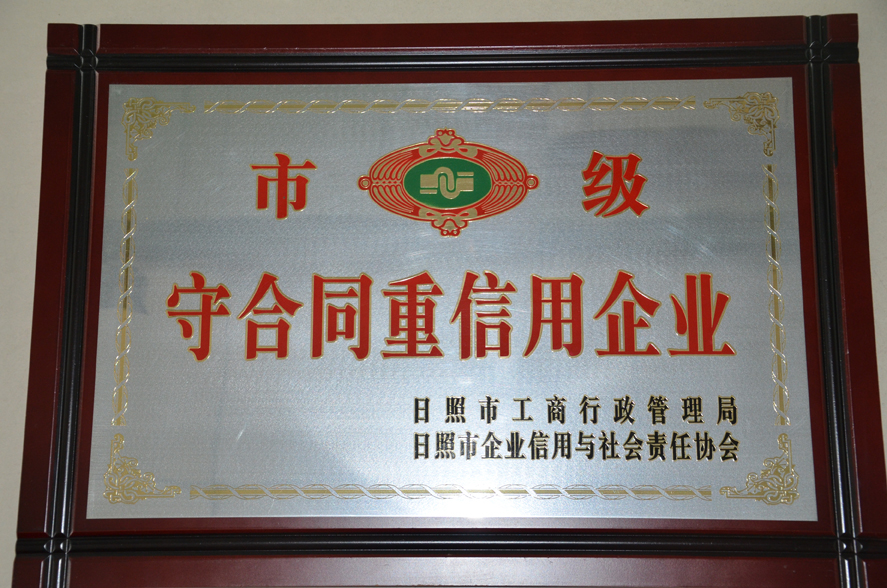 市 级
守合同重信用企业
日照市工商行政管理局
日照市企业信用与社会责任协会